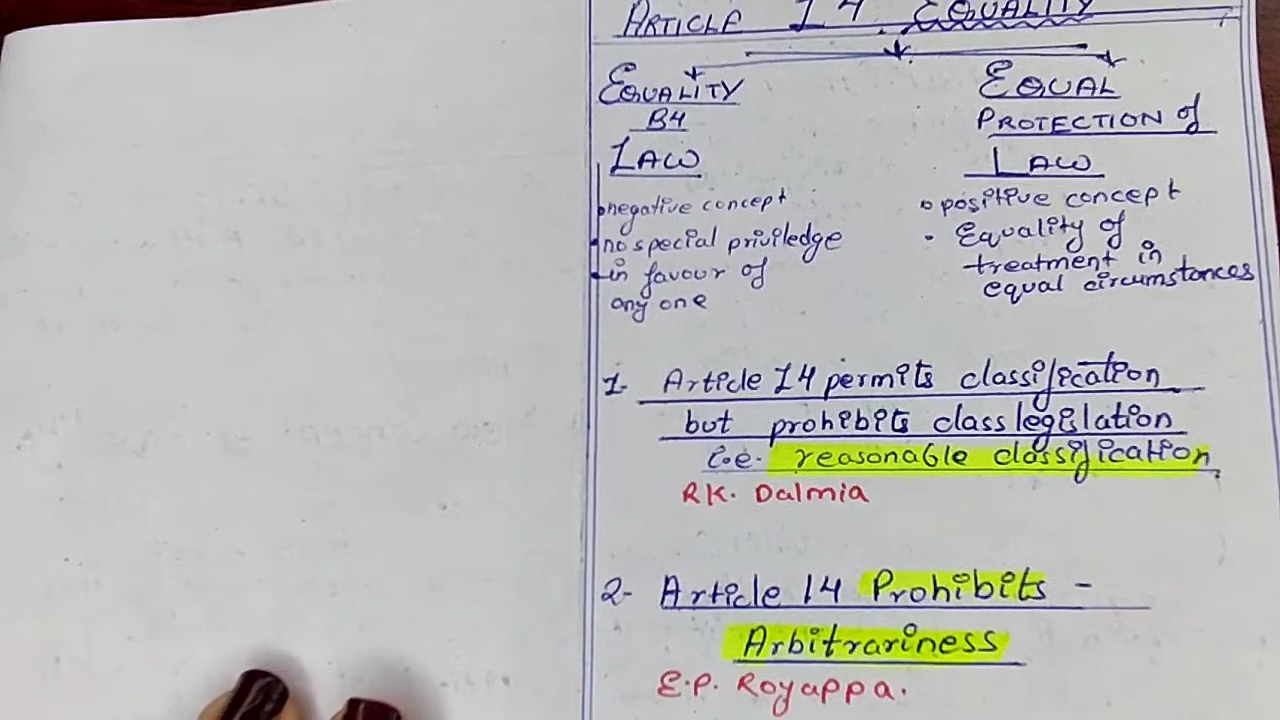 ARTICLE 14. EQUALITY
EQUALITY
B4
LAW
negative concept
no special priviledge
in favour of
any one
EQUAL
PROTECTION of
LAW
positive concept
Equality of
treatment in
equal circumstances
1. Article 14 permits classification
but prohibits class legislation
i.e. reasonable classification.
RK. Dalmia
2- Article 14 Prohibits -
Arbitrariness
E.P. Royappa.